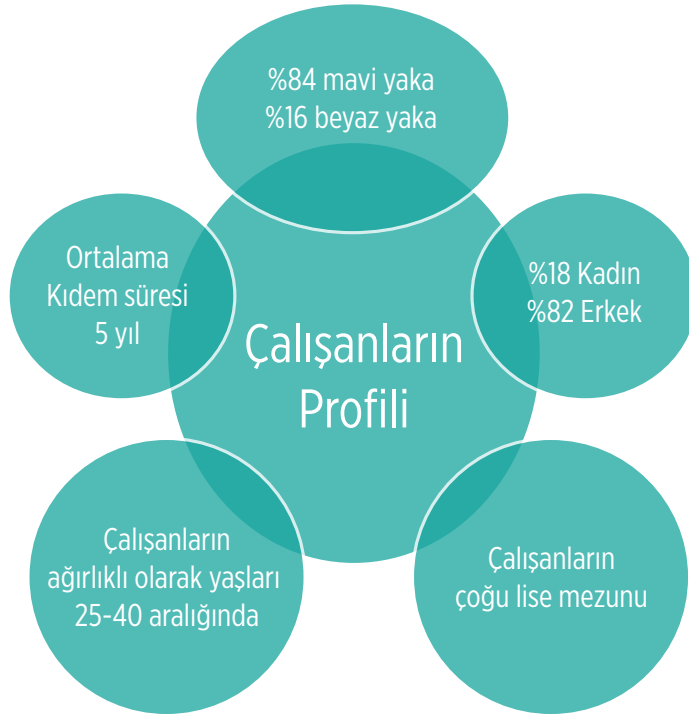 %84 mavi yaka
%16 beyaz yaka
Ortalama
Kıdem süresi
5 yıl
%18 Kadın
%82 Erkek
Çalışanların
Profili
Çalışanların
ağırlıklı olarak yaşları
25-40 aralığında
Çalışanların
çoğu lise mezunu